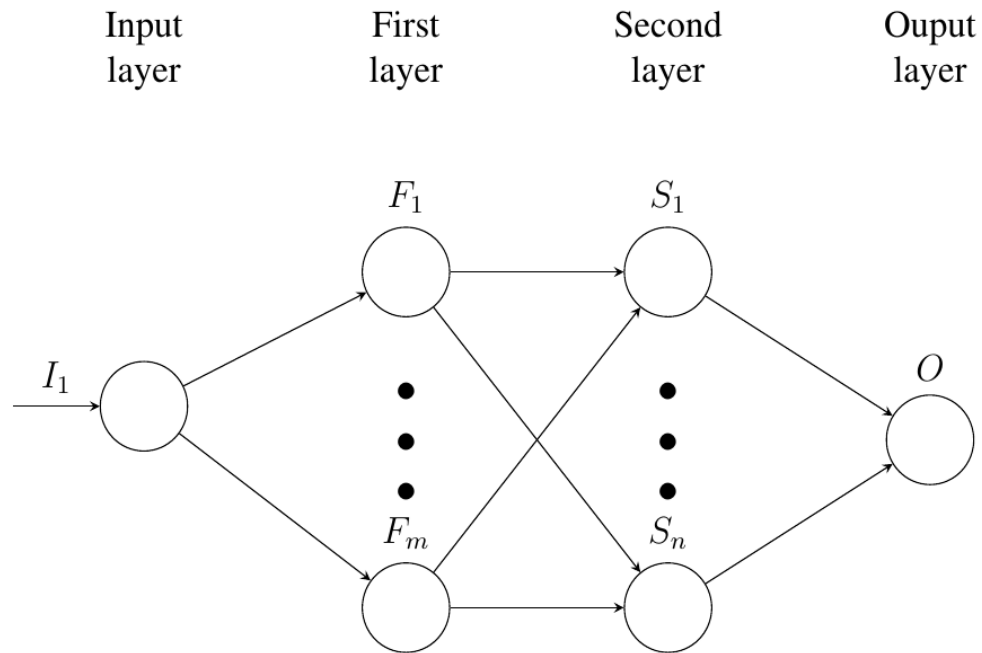 Input
layer
First
layer
Second
layer
Ouput
layer
F₁
S₁
I₁
O
Fₘ
Sₙ